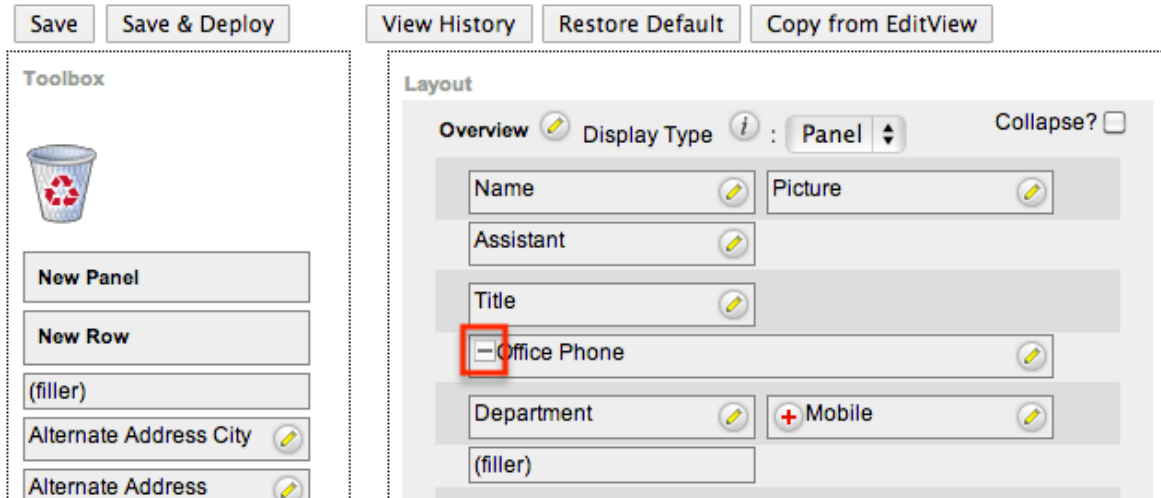 Save Save & Deploy View History Restore Default Copy from EditView
Toolbox
New Panel
New Row
(filler)
Alternate Address City
Alternate Address
Layout
Overview Display Type i : Panel Collapse?
Name Picture
Assistant
Title
Office Phone
Department Mobile
(filler)